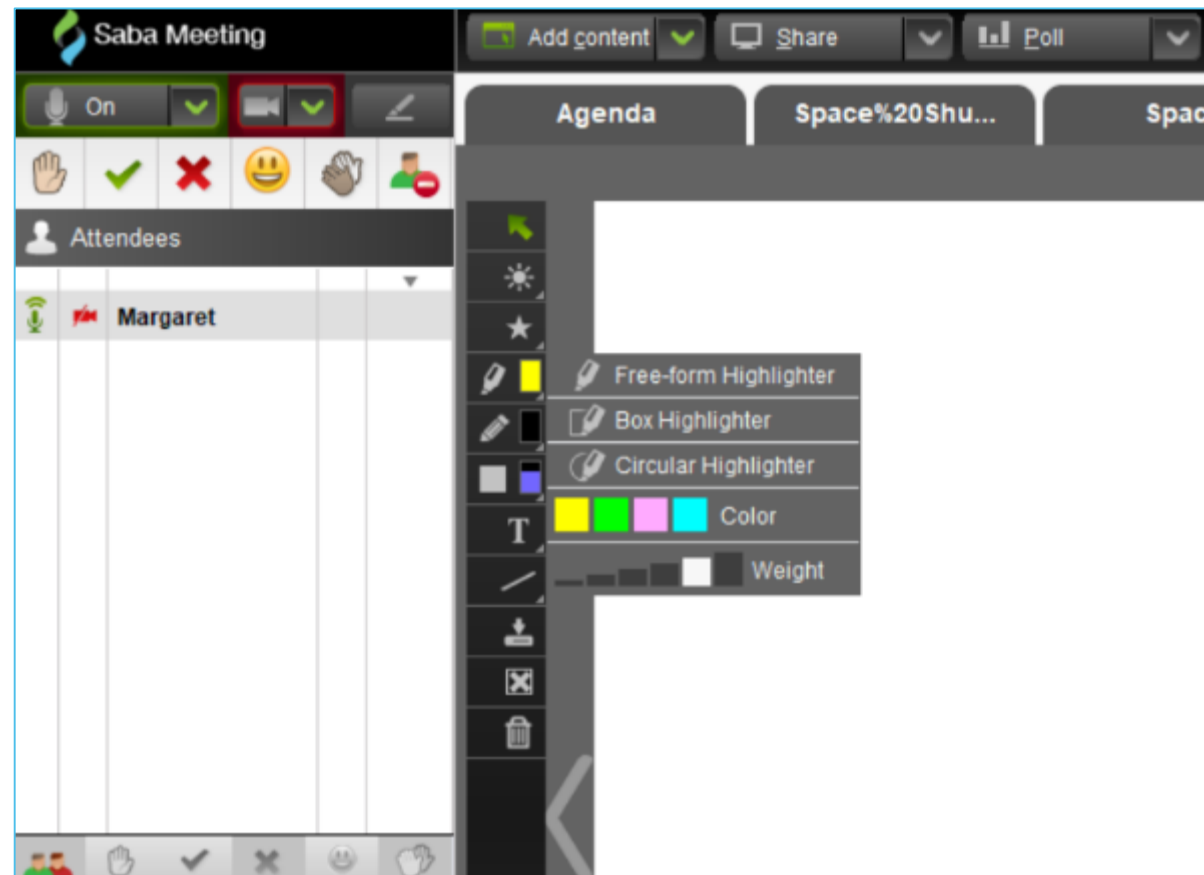 Saba Meeting
Add content
Share
Poll
On
Agenda
Space%20Shu...
Spac
Attendees
Margaret
Free-form Highlighter
Box Highlighter
Circular Highlighter
T
Color
Weight